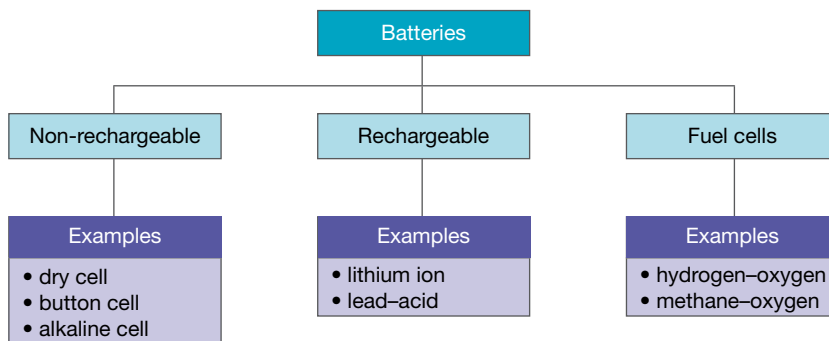 Batteries
Non-rechargeable
Rechargeable
Fuel cells
Examples
• dry cell
• button cell
• alkaline cell
Examples
• lithium ion
• lead–acid
Examples
• hydrogen–oxygen
• methane–oxygen